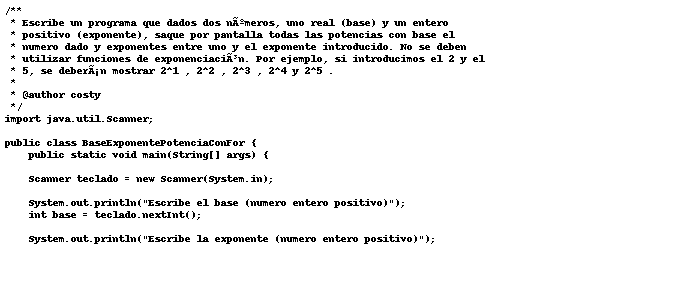 /**
 * Escribe un programa que dados dos nÃºmeros, uno real (base) y un entero
 * positivo (exponente), saque por pantalla todas las potencias con base el
 * numero dado y exponentes entre uno y el exponente introducido. No se deben
 * utilizar funciones de exponenciaciÃ³n. Por ejemplo, si introducimos el 2 y el
 * 5, se deberÃ¡n mostrar 2^1 , 2^2 , 2^3 , 2^4 y 2^5 .
 *
 * @author costy
 */
import java.util.Scanner;

public class BaseExponentePotenciaConFor {
    public static void main(String[] args) {

    Scanner teclado = new Scanner(System.in);

    System.out.println("Escribe el base (numero entero positivo)");
    int base = teclado.nextInt();

    System.out.println("Escribe la exponente (numero entero positivo)");